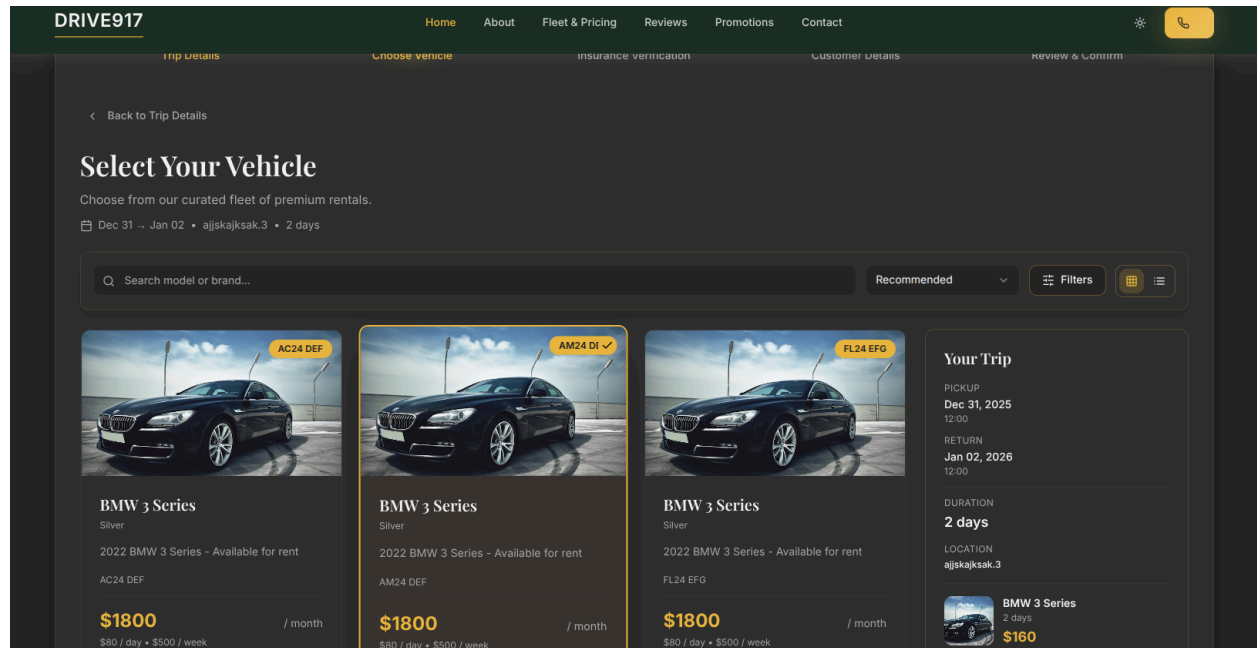 DRIVE917
Home About Fleet & Pricing Reviews Promotions Contact
Trip Details Choose Vehicle Insurance Verification Customer Details Review & Confirm
Back to Trip Details
Select Your Vehicle
Choose from our curated fleet of premium rentals.
Dec 31 → Jan 02 • ajjskajksak.3 • 2 days
Search model or brand...
Recommended
Filters
AC24 DEF
BMW 3 Series
Silver
2022 BMW 3 Series - Available for rent
AC24 DEF
$1800 / month
$80 / day • $500 / week
AM24 DE
BMW 3 Series
Silver
2022 BMW 3 Series - Available for rent
AM24 DEF
$1800 / month
$80 / day • $500 / week
FL24 EFG
BMW 3 Series
Silver
2022 BMW 3 Series - Available for rent
FL24 EFG
$1800 / month
$80 / day • $500 / week
Your Trip
PICKUP
Dec 31, 2025
12:00
RETURN
Jan 02, 2026
12:00
DURATION
2 days
LOCATION
ajjskajksak.3
BMW 3 Series
2 days
$160